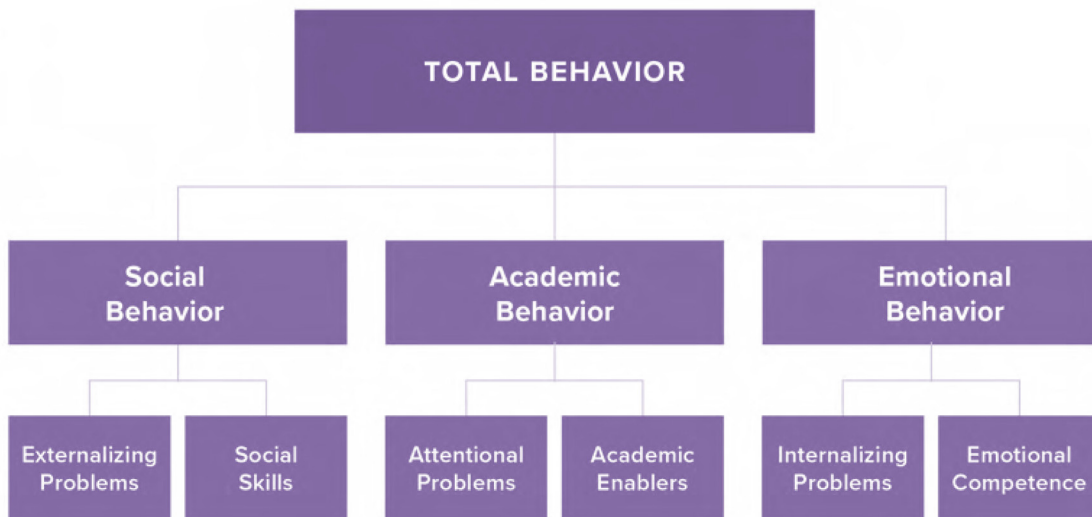 TOTAL BEHAVIOR
Social
Behavior
Academic
Behavior
Emotional
Behavior
Externalizing
Problems
Social
Skills
Attentional
Problems
Academic
Enablers
Internalizing
Problems
Emotional
Competence